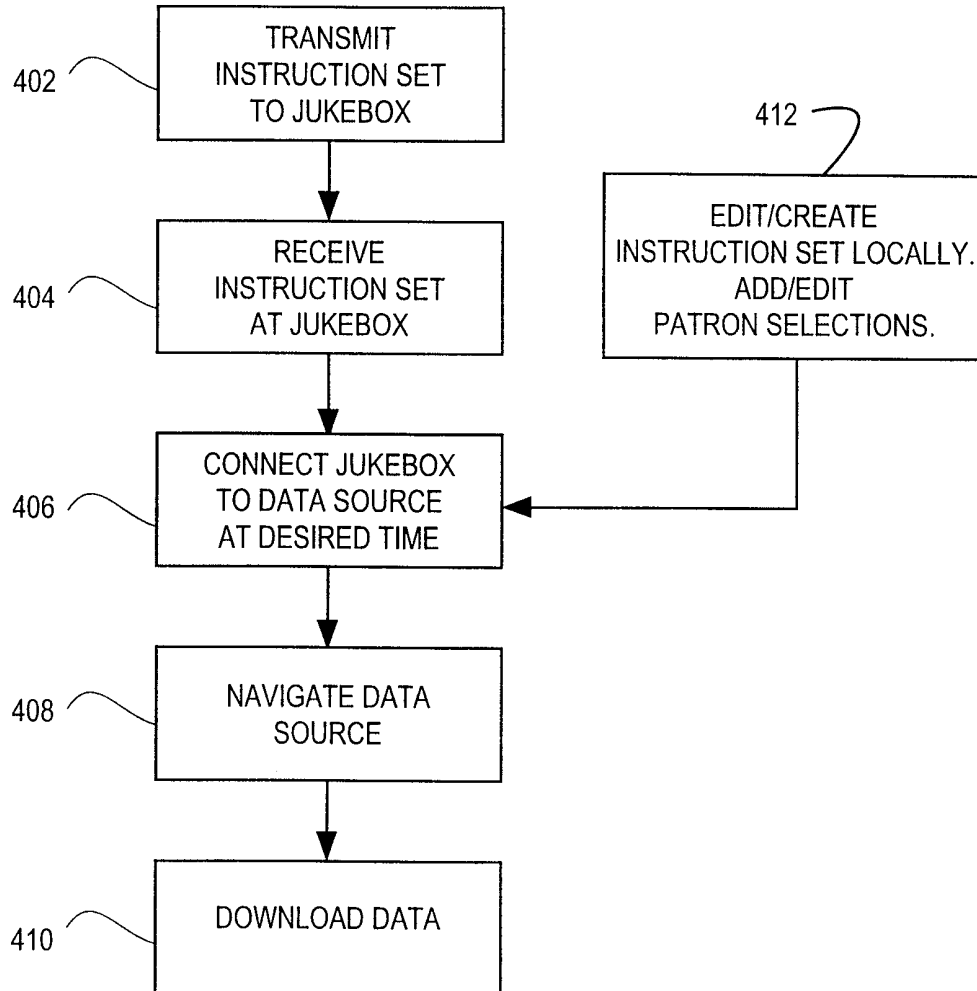 402
TRANSMIT
INSTRUCTION SET
TO JUKEBOX
412
EDIT/CREATE
INSTRUCTION SET LOCALLY.
ADD/EDIT
PATRON SELECTIONS.
404
RECEIVE
INSTRUCTION SET
AT JUKEBOX
406
CONNECT JUKEBOX
TO DATA SOURCE
AT DESIRED TIME
408
NAVIGATE DATA
SOURCE
410
DOWNLOAD DATA